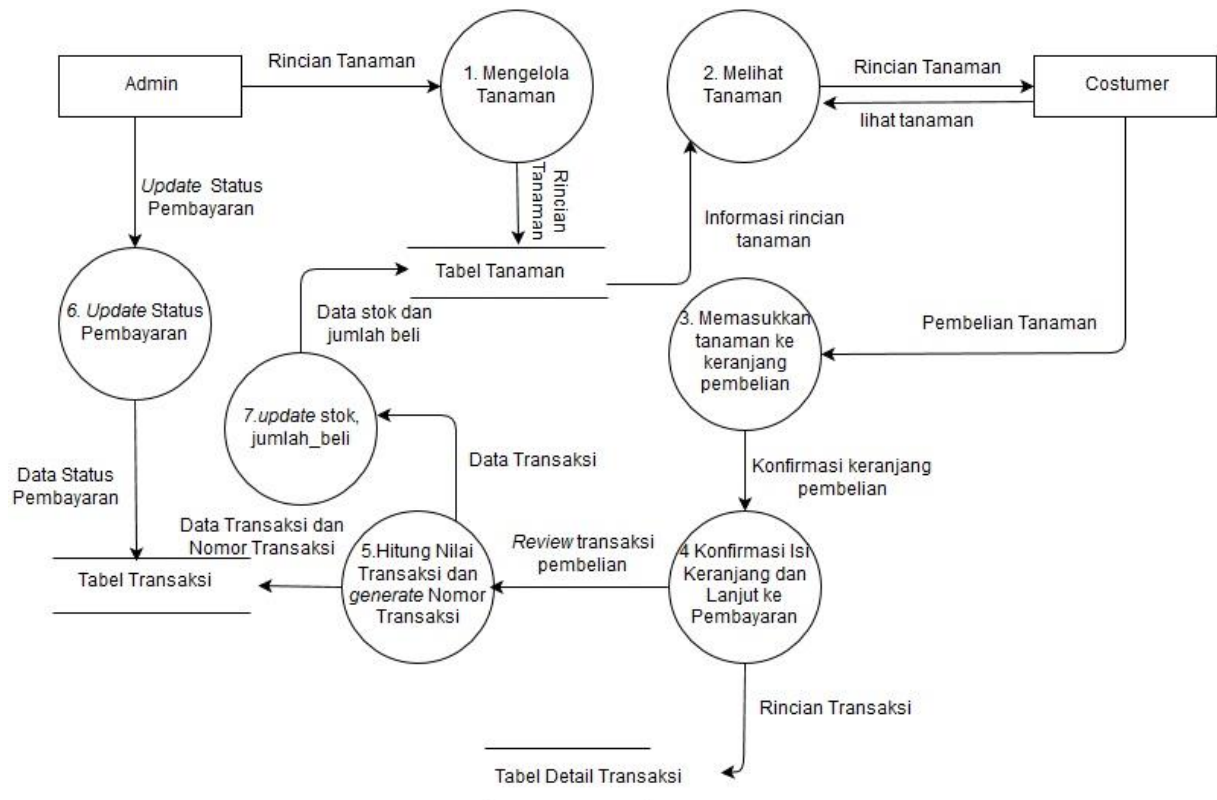 Admin
Rincian Tanaman
1. Mengelola
Tanaman
2. Melihat
Tanaman
Rincian Tanaman
lihat tanaman
Costumer
Update Status
Pembayaran
Rincian
Tanaman
Informasi rincian
tanaman
Tabel Tanaman
6. Update Status
Pembayaran
Data stok dan
jumlah beli
3. Memasukkan
tanaman ke
keranjang
pembelian
Pembelian Tanaman
7.update stok,
jumlah_beli
Data Transaksi
Konfirmasi keranjang
pembelian
Data Status
Pembayaran
Data Transaksi dan
Nomor Transaksi
Tabel Transaksi
5.Hitung Nilai
Transaksi dan
generate Nomor
Transaksi
Review transaksi
pembelian
4 Konfirmasi Isi
Keranjang dan
Lanjut ke
Pembayaran
Rincian Transaksi
Tabel Detail Transaksi